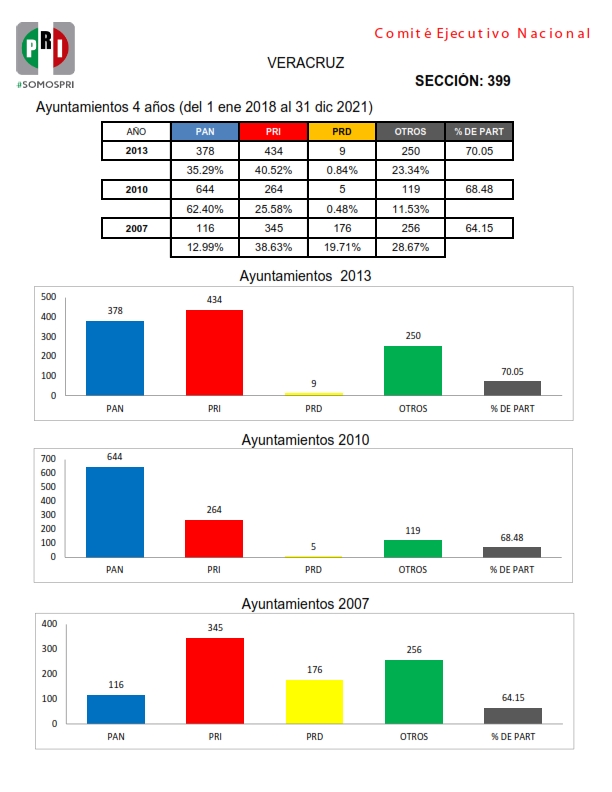 Comité Ejecutivo Nacional
PRI
#SOMOSPRI
VERACRUZ
SECCIÓN: 399
Ayuntamientos 4 años (del 1 ene 2018 al 31 dic 2021)
AÑO PAN PRI PRD OTROS % DE PART
2013 378 434 9 250 70.05
35.29% 40.52% 0.84% 23.34%
2010 644 264 5 119 68.48
62.40% 25.58% 0.48% 11.53%
2007 116 345 176 256 64.15
12.99% 38.63% 19.71% 28.67%
Ayuntamientos 2013
500
400
300
200
100
0
378 434 9 250 70.05
PAN PRI PRD OTROS % DE PART
Ayuntamientos 2010
700
600
500
400
300
200
100
0
644 264 5 119 68.48
PAN PRI PRD OTROS % DE PART
Ayuntamientos 2007
400
300
200
100
0
116 345 176 256 64.15
PAN PRI PRD OTROS % DE PART